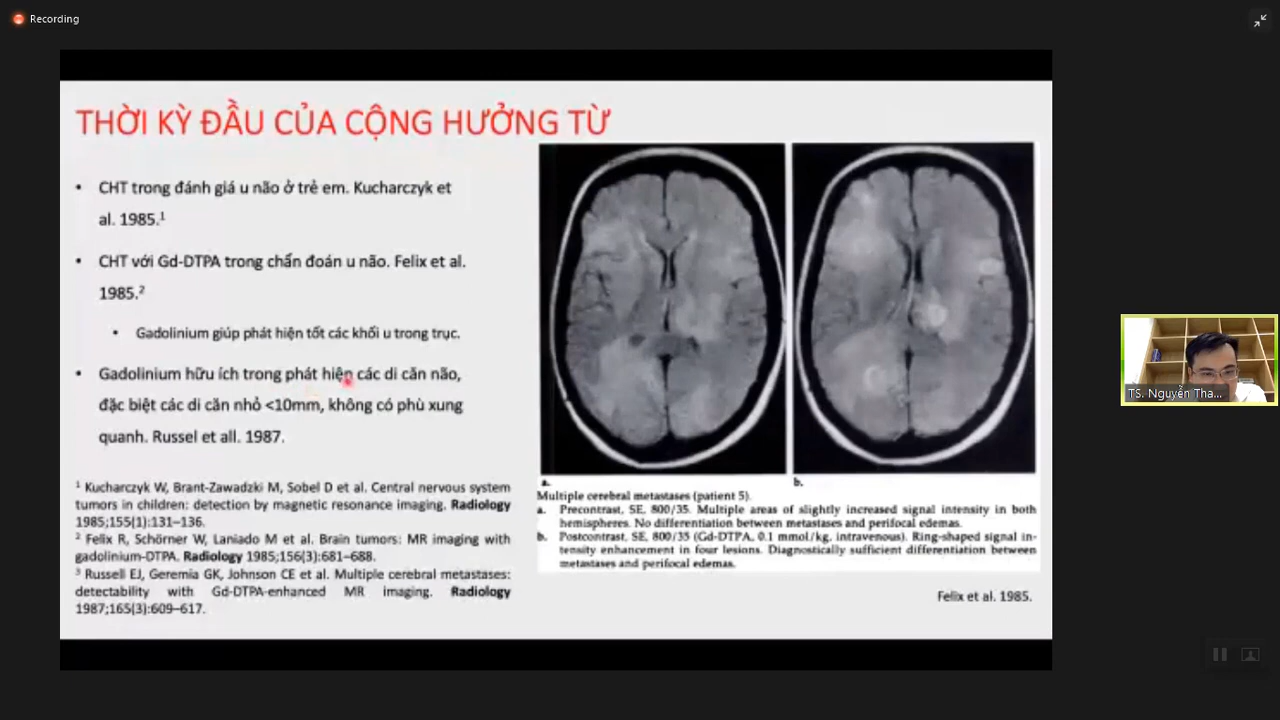 Recording
THỜI KỲ ĐẦU CỦA CỘNG HƯỞNG TỪ
• CHT trong đánh giá u não ở trẻ em. Kucharczyk et
al. 1985.¹
• CHT với Gd-DTPA trong chẩn đoán u não. Felix et al.
1985.²
• Gadolinium giúp phát hiện tốt các khối u trong trục.
• Gadolinium hữu ích trong phát hiện các di căn não,
đặc biệt các di căn nhỏ <10mm, không có phù xung
quanh. Russel et all. 1987.
¹ Kucharczyk W, Brant-Zawadzki M, Sobel D et al. Central nervous system
tumors in children: detection by magnetic resonance imaging. Radiology
1985;155(1):131–136.
² Felix R, Schörner W, Laniado M et al. Brain tumors: MR imaging with
gadolinium-DTPA. Radiology 1985;156(3):681–688.
³ Russell EJ, Geremia GK, Johnson CE et al. Multiple cerebral metastases:
detectability with Gd-DTPA-enhanced MR imaging. Radiology
1987;165(3):609–617.
a. b.
Multiple cerebral metastases (patient 5).
a. Precontrast, SE, 800/35. Multiple areas of slightly increased signal intensity in both
hemispheres. No differentiation between metastases and perifocal edemas.
b. Postcontrast, SE, 800/35 (Gd-DTPA, 0.1 mmol/kg, intravenous). Ring-shaped signal in-
tensity enhancement in four lesions. Diagnostically sufficient differentiation between
metastases and perifocal edemas.
Felix et al. 1985.
TS. Nguyễn Tha...